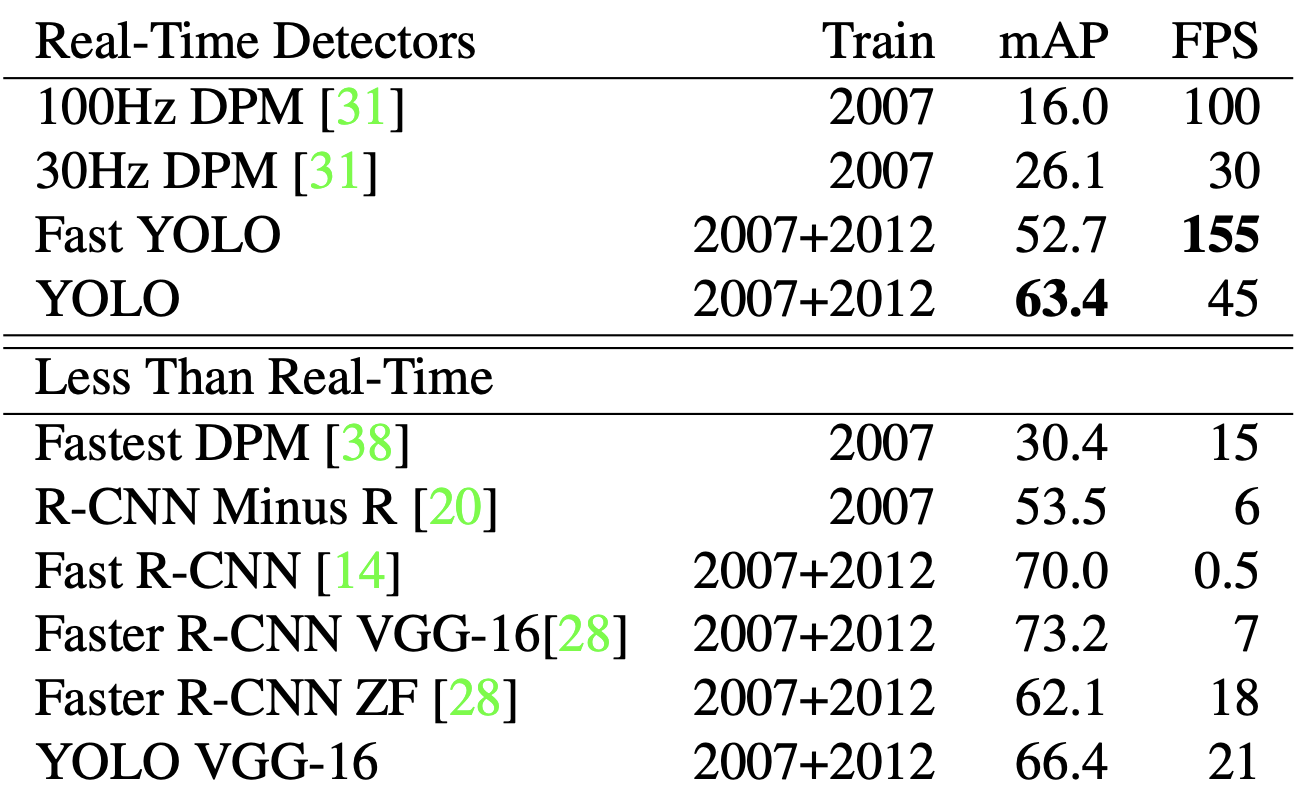 Real-Time Detectors Train mAP FPS
100Hz DPM [31] 2007 16.0 100
30Hz DPM [31] 2007 26.1 30
Fast YOLO 2007+2012 52.7 155
YOLO 2007+2012 63.4 45
Less Than Real-Time
Fastest DPM [38] 2007 30.4 15
R-CNN Minus R [20] 2007 53.5 6
Fast R-CNN [14] 2007+2012 70.0 0.5
Faster R-CNN VGG-16[28] 2007+2012 73.2 7
Faster R-CNN ZF [28] 2007+2012 62.1 18
YOLO VGG-16 2007+2012 66.4 21